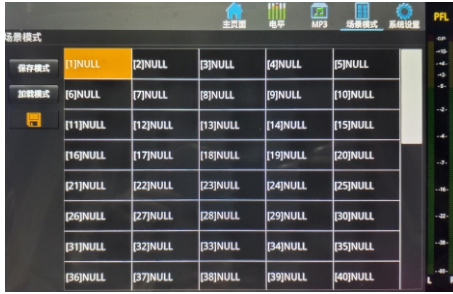 主页面 电平 MP3 场景模式 系统设置 PFL
场景模式
保存模式 [1]NULL [2]NULL [3]NULL [4]NULL [5]NULL
加载模式 [6]NULL [7]NULL [8]NULL [9]NULL [10]NULL
[11]NULL [12]NULL [13]NULL [14]NULL [15]NULL
[16]NULL [17]NULL [18]NULL [19]NULL [20]NULL
[21]NULL [22]NULL [23]NULL [24]NULL [25]NULL
[26]NULL [27]NULL [28]NULL [29]NULL [30]NULL
[31]NULL [32]NULL [33]NULL [34]NULL [35]NULL
[36]NULL [37]NULL [38]NULL [39]NULL [40]NULL
L